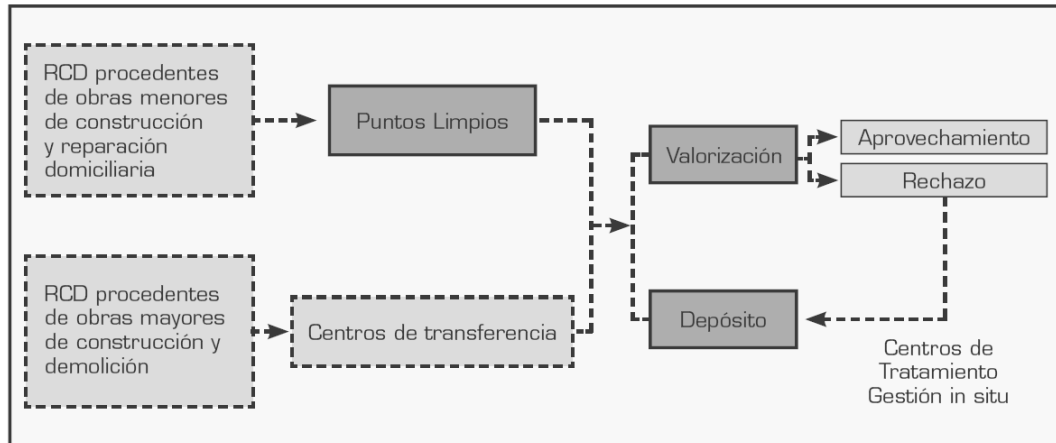 RCD procedentes
de obras menores
de construcción
y reparación
domiciliaria
Puntos Limpios
Valorización
Aprovechamiento
Rechazo
RCD procedentes
de obras mayores
de construcción y
demolición
Centros de transferencia
Depósito
Centros de
Tratamiento
Gestión in situ